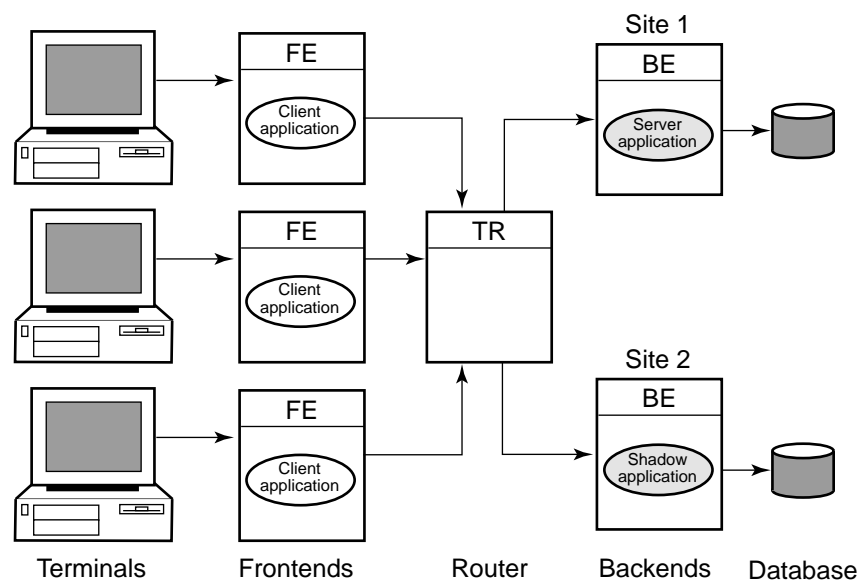 Site 1
FE
BE
Client
application
Server
application
FE
TR
Client
application
Site 2
FE
BE
Client
application
Shadow
application
Terminals
Frontends
Router
Backends
Database